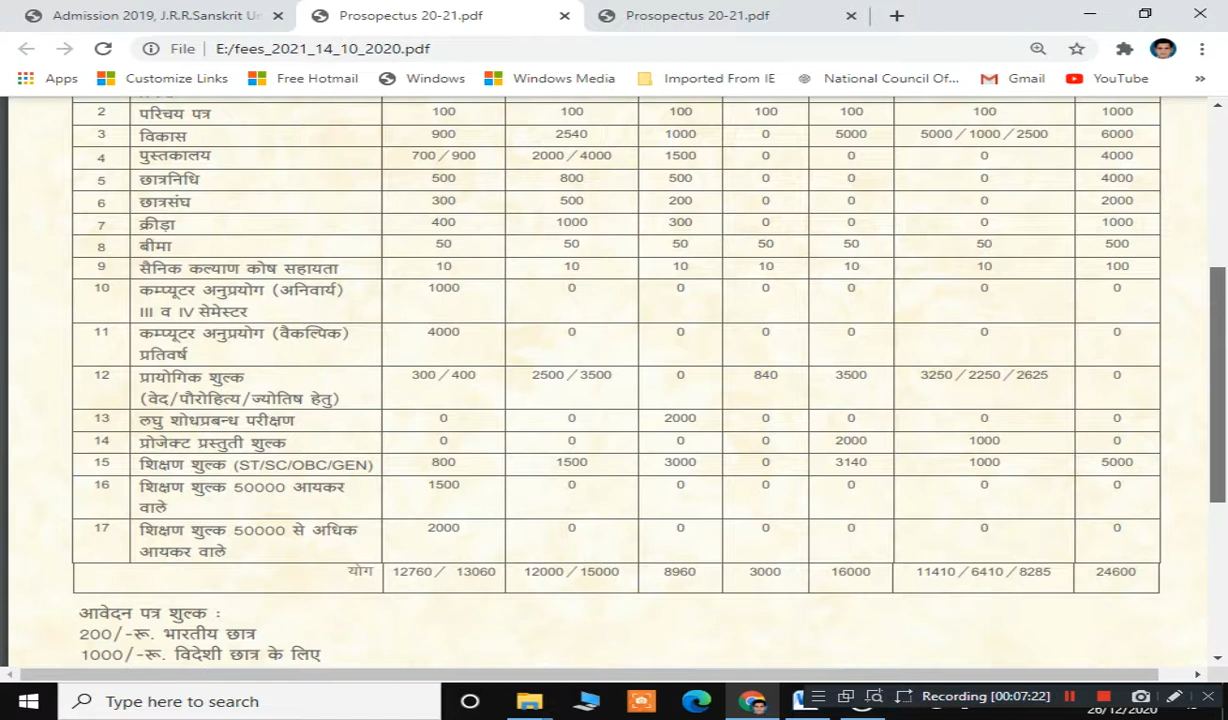 Admission 2019, J.R.R.Sanskrit Un
Prosopectus 20-21.pdf
Prosopectus 20-21.pdf
File E:/fees_2021_14_10_2020.pdf
Apps Customize Links Free Hotmail Windows Windows Media Imported From IE National Council Of... Gmail YouTube »
2 परिचय पत्र 100 100 100 100 100 100 1000
3 विकास 900 2540 1000 0 5000 5000/1000/2500 6000
4 पुस्तकालय 700/900 2000/4000 1500 0 0 0 4000
5 छात्रनिधि 500 800 500 0 0 0 4000
6 छात्रसंघ 300 500 200 0 0 0 2000
7 क्रीड़ा 400 1000 300 0 0 0 1000
8 बीमा 50 50 50 50 50 50 500
9 सैनिक कल्याण कोष सहायता 10 10 10 10 10 10 100
10 कम्प्यूटर अनुप्रयोग (अनिवार्य) 1000 0 0 0 0 0 0
III व IV सेमेस्टर
11 कम्प्यूटर अनुप्रयोग (वैकल्पिक) 4000 0 0 0 0 0 0
प्रतिवर्ष
12 प्रायोगिक शुल्क 300/400 2500/3500 0 840 3500 3250/2250/2625 0
(वेद/पौरोहित्य/ज्योतिष हेतु)
13 लघु शोधप्रबन्ध परीक्षण 0 0 2000 0 0 0 0
14 प्रोजेक्ट प्रस्तुती शुल्क 0 0 0 0 2000 1000 0
15 शिक्षण शुल्क (ST/SC/OBC/GEN) 800 1500 3000 0 3140 1000 5000
16 शिक्षण शुल्क 50000 आयकर 1500 0 0 0 0 0 0
वाले
17 शिक्षण शुल्क 50000 से अधिक 2000 0 0 0 0 0 0
आयकर वाले
योग 12760/ 13060 12000/15000 8960 3000 16000 11410/6410/8285 24600
आवेदन पत्र शुल्क :
200/-रू. भारतीय छात्र
1000/-रू. विदेशी छात्र के लिए
Type here to search
Recording [00:07:22]
26/12/2020